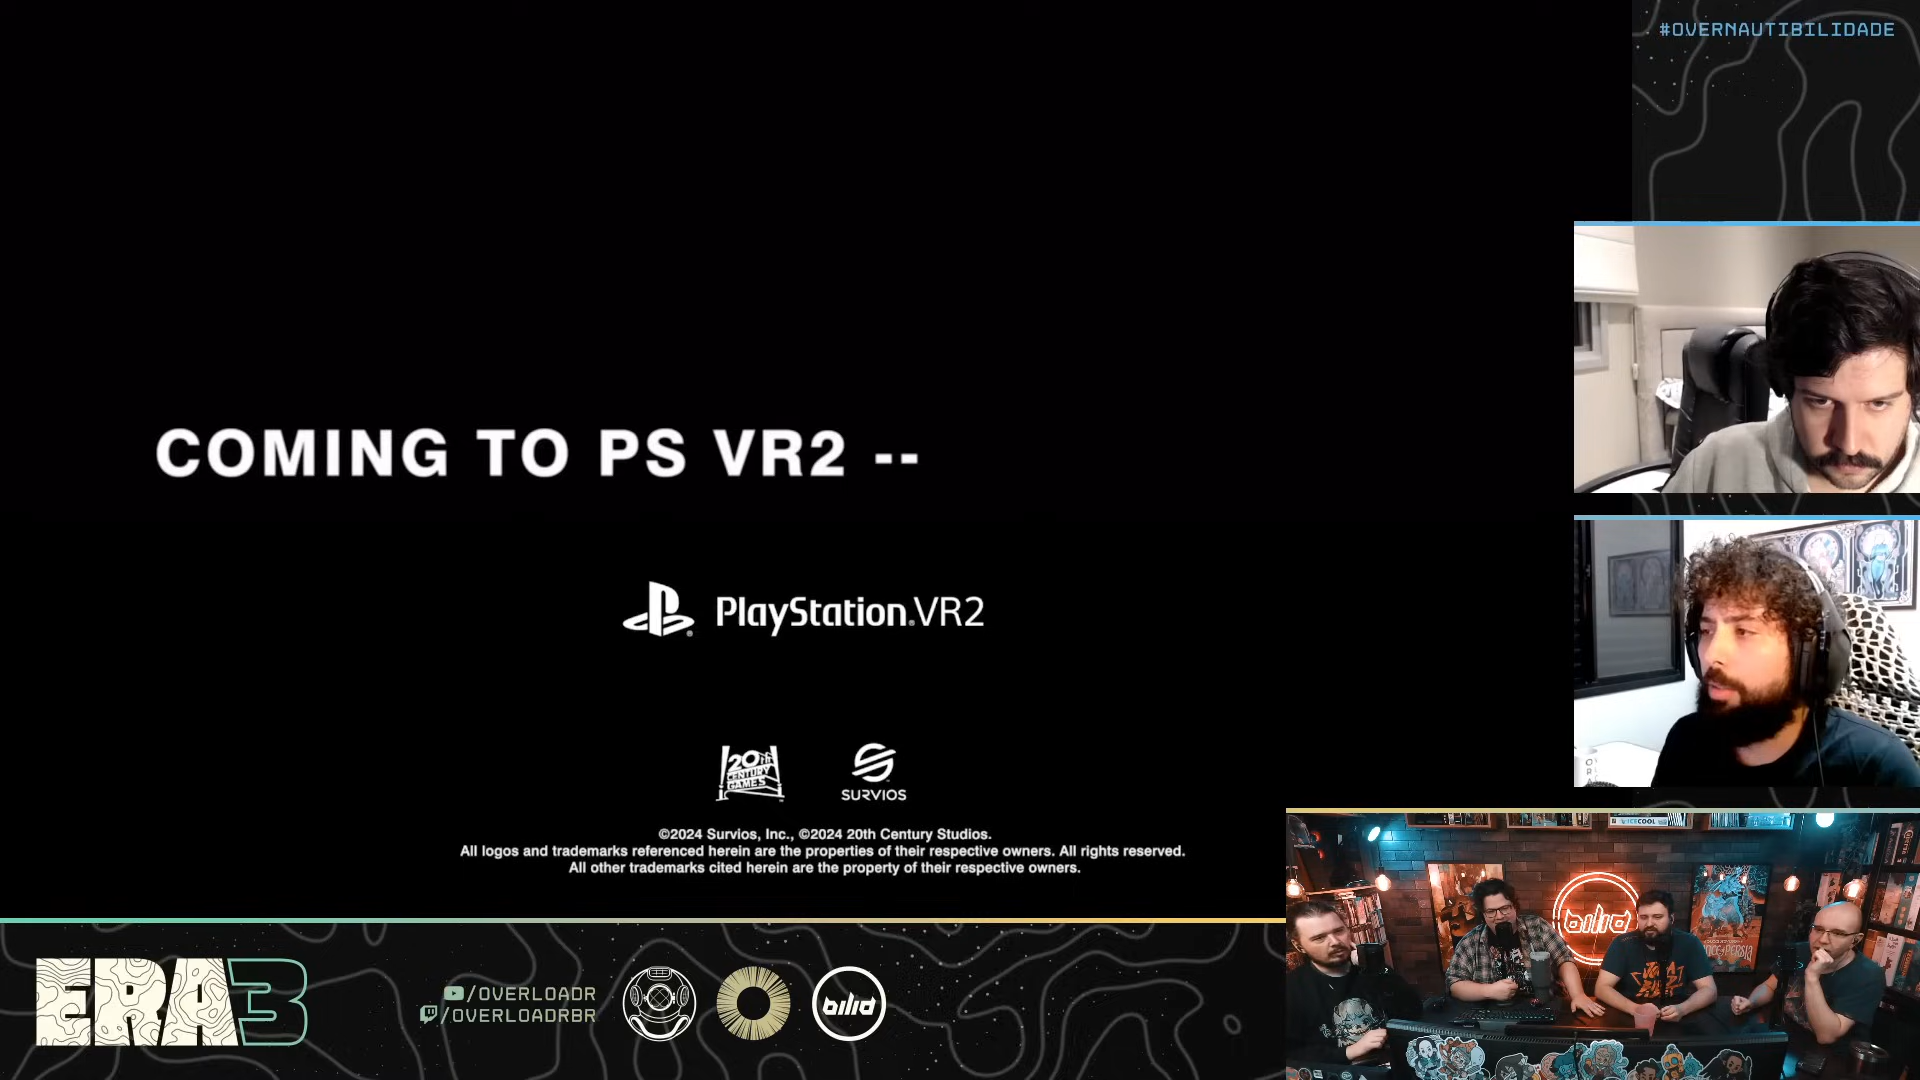 #OVERNAUTIBILIDADE
COMING TO PS VR2 --
PlayStation.VR2
20th
CENTURY
GAMES
SURVIOS
©2024 Survios, Inc., ©2024 20th Century Studios.
All logos and trademarks referenced herein are the properties of their respective owners. All rights reserved.
All other trademarks cited herein are the property of their respective owners.
ERA3
/OVERLOADR
/OVERLOADRBR
bilid
bilid
PERSIA